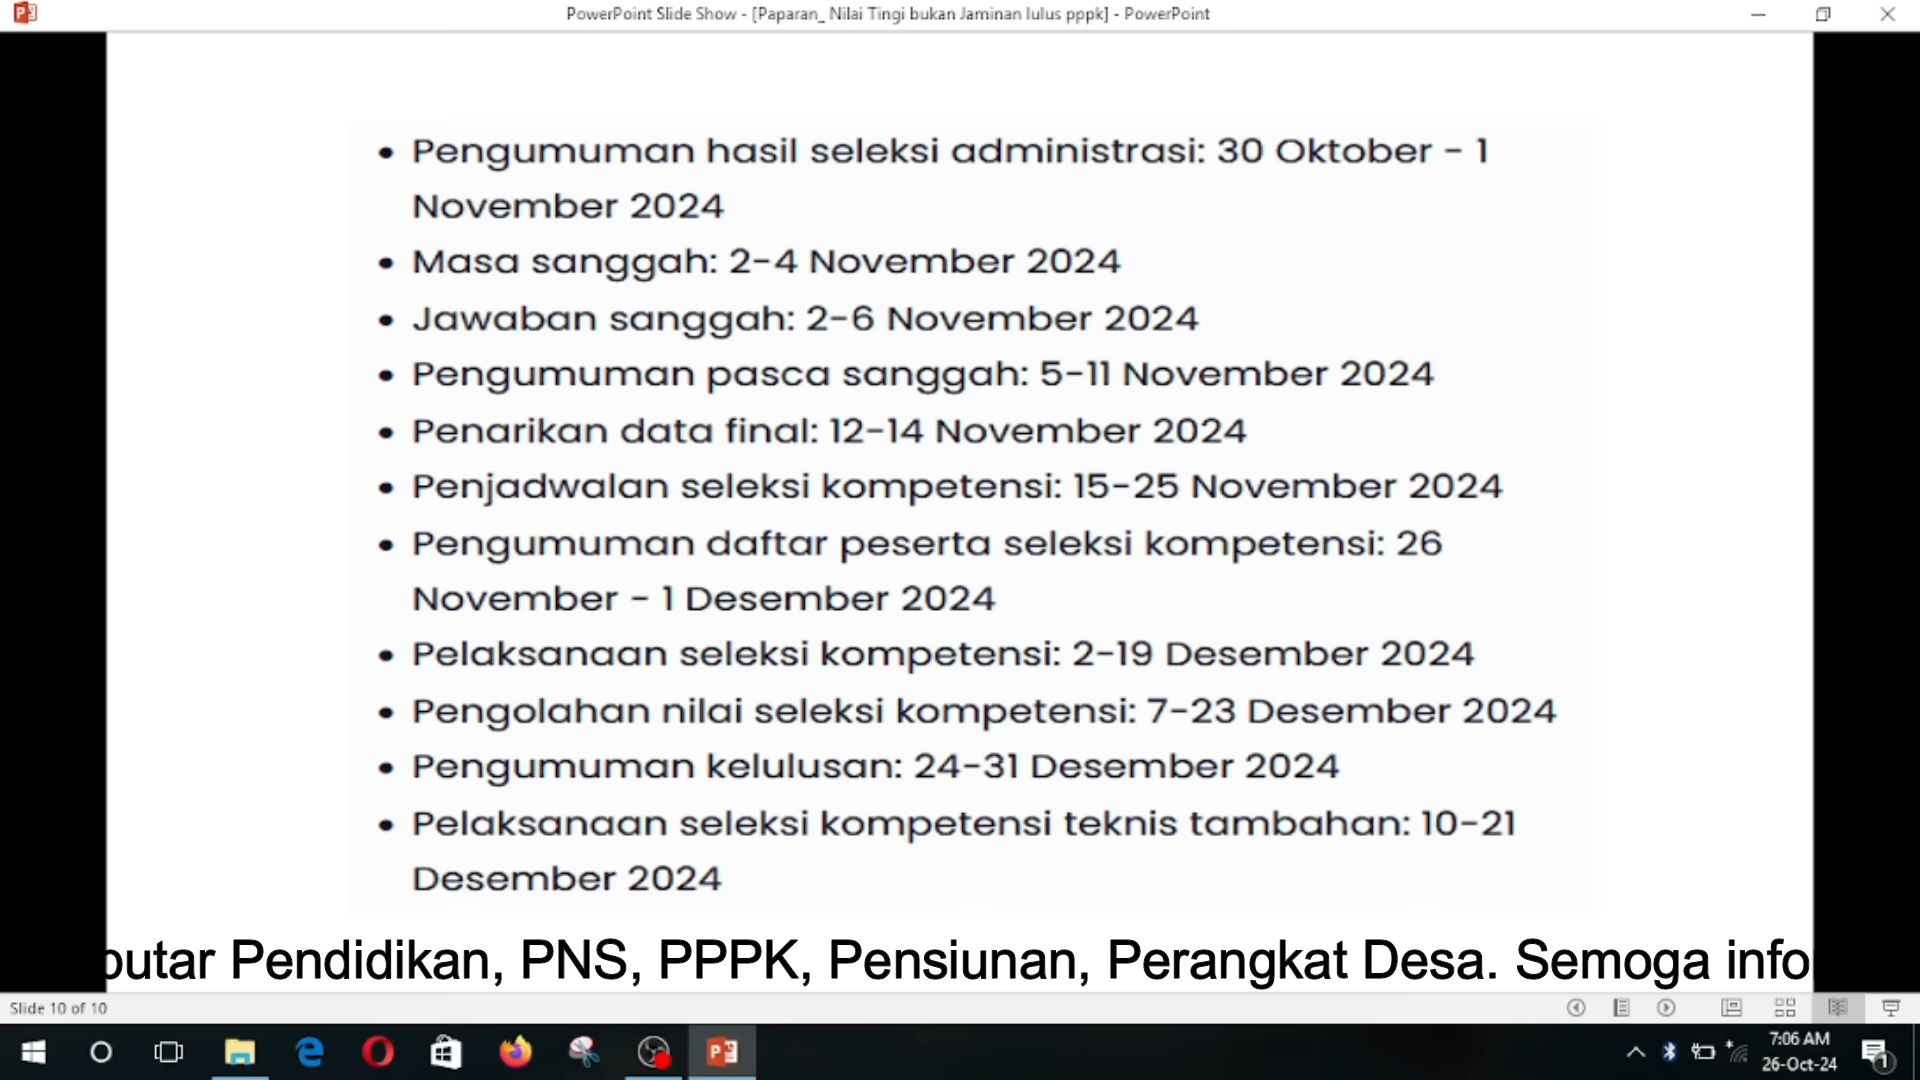 PowerPoint Slide Show - [Paparan_ Nilai Tingi bukan Jaminan lulus pppk] - PowerPoint
• Pengumuman hasil seleksi administrasi: 30 Oktober - 1
November 2024
• Masa sanggah: 2-4 November 2024
• Jawaban sanggah: 2-6 November 2024
• Pengumuman pasca sanggah: 5-11 November 2024
• Penarikan data final: 12-14 November 2024
• Penjadwalan seleksi kompetensi: 15-25 November 2024
• Pengumuman daftar peserta seleksi kompetensi: 26
November - 1 Desember 2024
• Pelaksanaan seleksi kompetensi: 2-19 Desember 2024
• Pengolahan nilai seleksi kompetensi: 7-23 Desember 2024
• Pengumuman kelulusan: 24-31 Desember 2024
• Pelaksanaan seleksi kompetensi teknis tambahan: 10-21
Desember 2024
putar Pendidikan, PNS, PPPK, Pensiunan, Perangkat Desa. Semoga info
Slide 10 of 10
7:06 AM
26-Oct-24
1